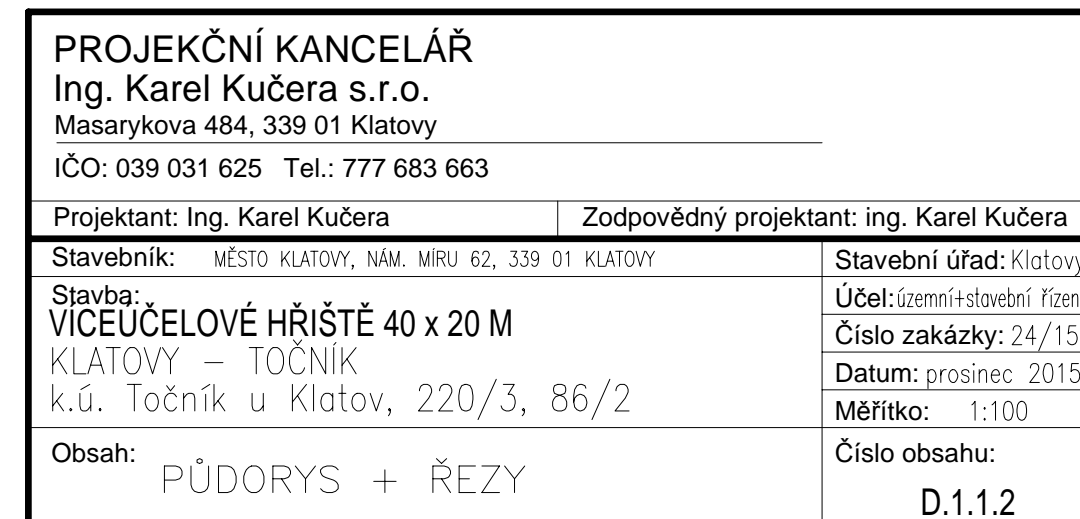 PROJEKČNÍ KANCELÁŘ
Ing. Karel Kučera s.r.o.
Masarykova 484, 339 01 Klatovy
IČO: 039 031 625 Tel.: 777 683 663
Projektant: Ing. Karel Kučera
Zodpovědný projektant: ing. Karel Kučera
Stavebník: MĚSTO KLATOVY, NÁM. MÍRU 62, 339 01 KLATOVY
Stavební úřad: Klatovy
Stavba:
VÍCEÚČELOVÉ HŘIŠTĚ 40 x 20 M
KLATOVY – TOČNÍK
k.ú. Točník u Klatov, 220/3, 86/2
Účel: územní+stavební řízen
Číslo zakázky: 24/15
Datum: prosinec 2015
Měřítko: 1:100
Obsah:
PŮDORYS + ŘEZY
Číslo obsahu:
D.1.1.2